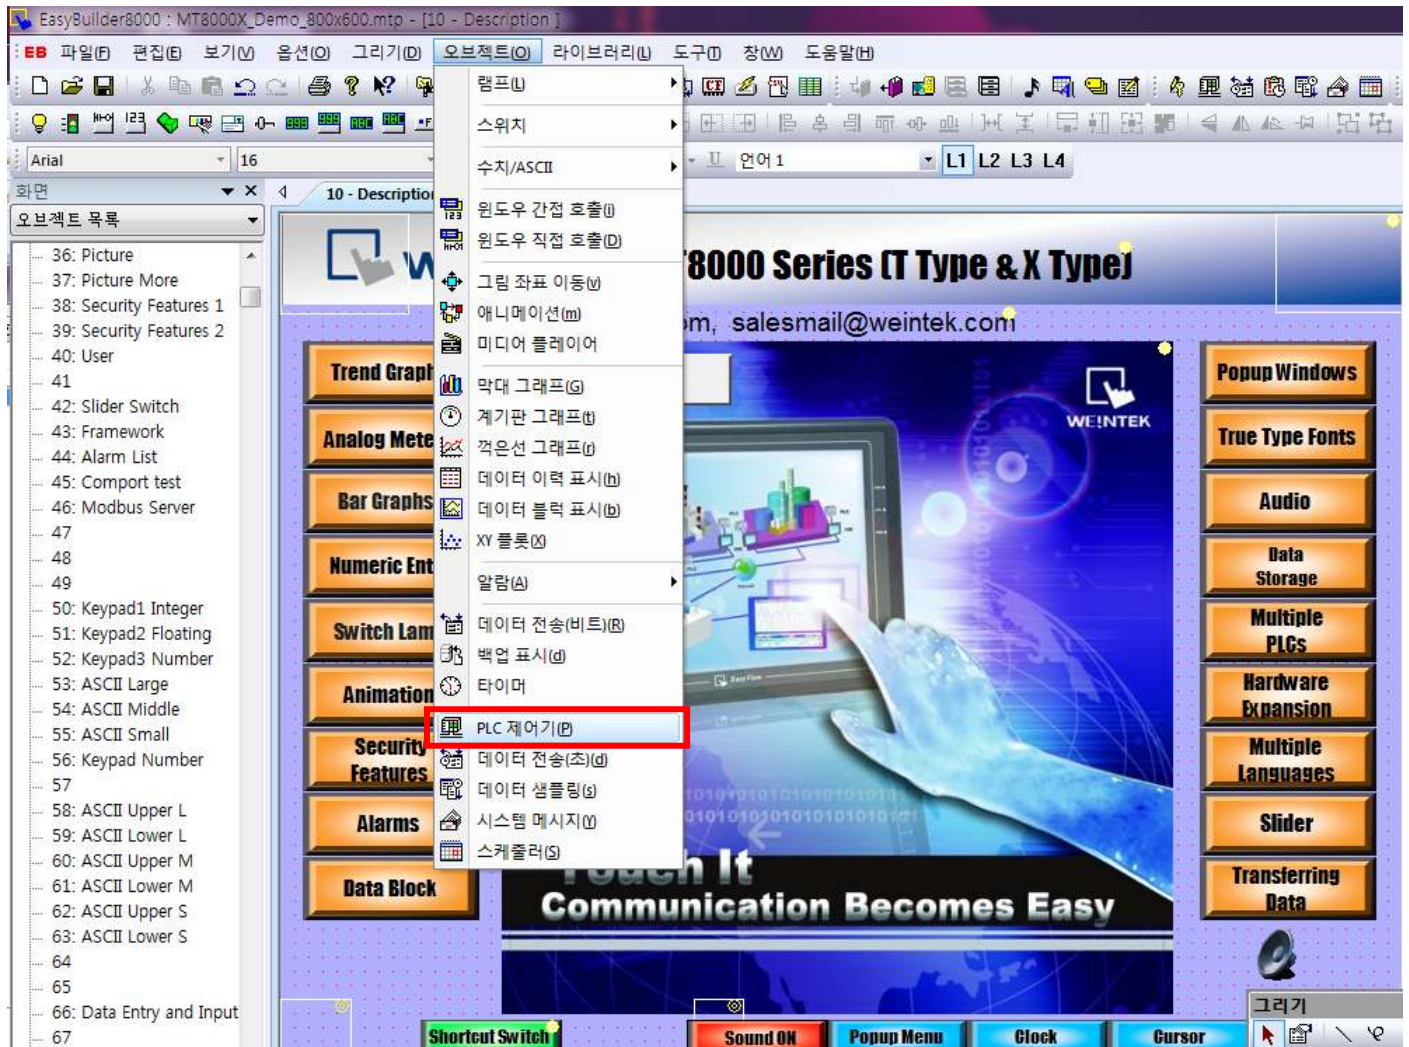 EasyBuilder8000 : MT8000X_Demo_800x600.mtp - [10 - Description ]
EB 파일(F) 편집(E) 보기(V) 옵션(O) 그리기(D) 오브젝트(O) 라이브러리(L) 도구(T) 창(W) 도움말(H)
Arial 16 언어 1 L1 L2 L3 L4
화면
오브젝트 목록
36: Picture
37: Picture More
38: Security Features 1
39: Security Features 2
40: User
41
42: Slider Switch
43: Framework
44: Alarm List
45: Comport test
46: Modbus Server
47
48
49
50: Keypad1 Integer
51: Keypad2 Floating
52: Keypad3 Number
53: ASCII Large
54: ASCII Middle
55: ASCII Small
56: Keypad Number
57
58: ASCII Upper L
59: ASCII Lower L
60: ASCII Upper M
61: ASCII Lower M
62: ASCII Upper S
63: ASCII Lower S
64
65
66: Data Entry and Input
67
10 - Description
램프(L)
스위치
수치/ASCII
윈도우 간접 호출(i)
윈도우 직접 호출(D)
그림 좌표 이동(v)
애니메이션(m)
미디어 플레이어
막대 그래프(G)
계기판 그래프(t)
꺽은선 그래프(r)
데이터 이력 표시(h)
데이터 블럭 표시(b)
XY 플롯(X)
알람(A)
데이터 전송(비트)(R)
백업 표시(d)
타이머
PLC 제어기(P)
데이터 전송(초)(d)
데이터 샘플링(s)
시스템 메시지(Y)
스케줄러(S)
8000 Series (T Type & X Type)
om, salesmail@weintek.com
Trend Graph
Analog Mete
Bar Graphs
Numeric Ent
Switch Lam
Animation
Security
Features
Alarms
Data Block
WEINTEK
Touch It
Communication Becomes Easy
Popup Windows
True Type Fonts
Audio
Data
Storage
Multiple
PLCs
Hardware
Expansion
Multiple
Languages
Slider
Transferring
Data
그리기
Shortcut Switch
Sound ON
Popup Menu
Clock
Cursor